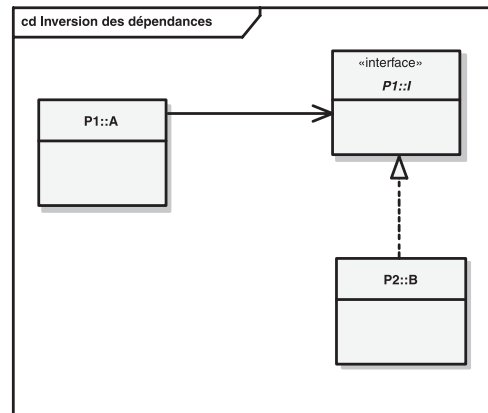 cd Inversion des dépendances
«interface»
P1::I
P1::A
P2::B